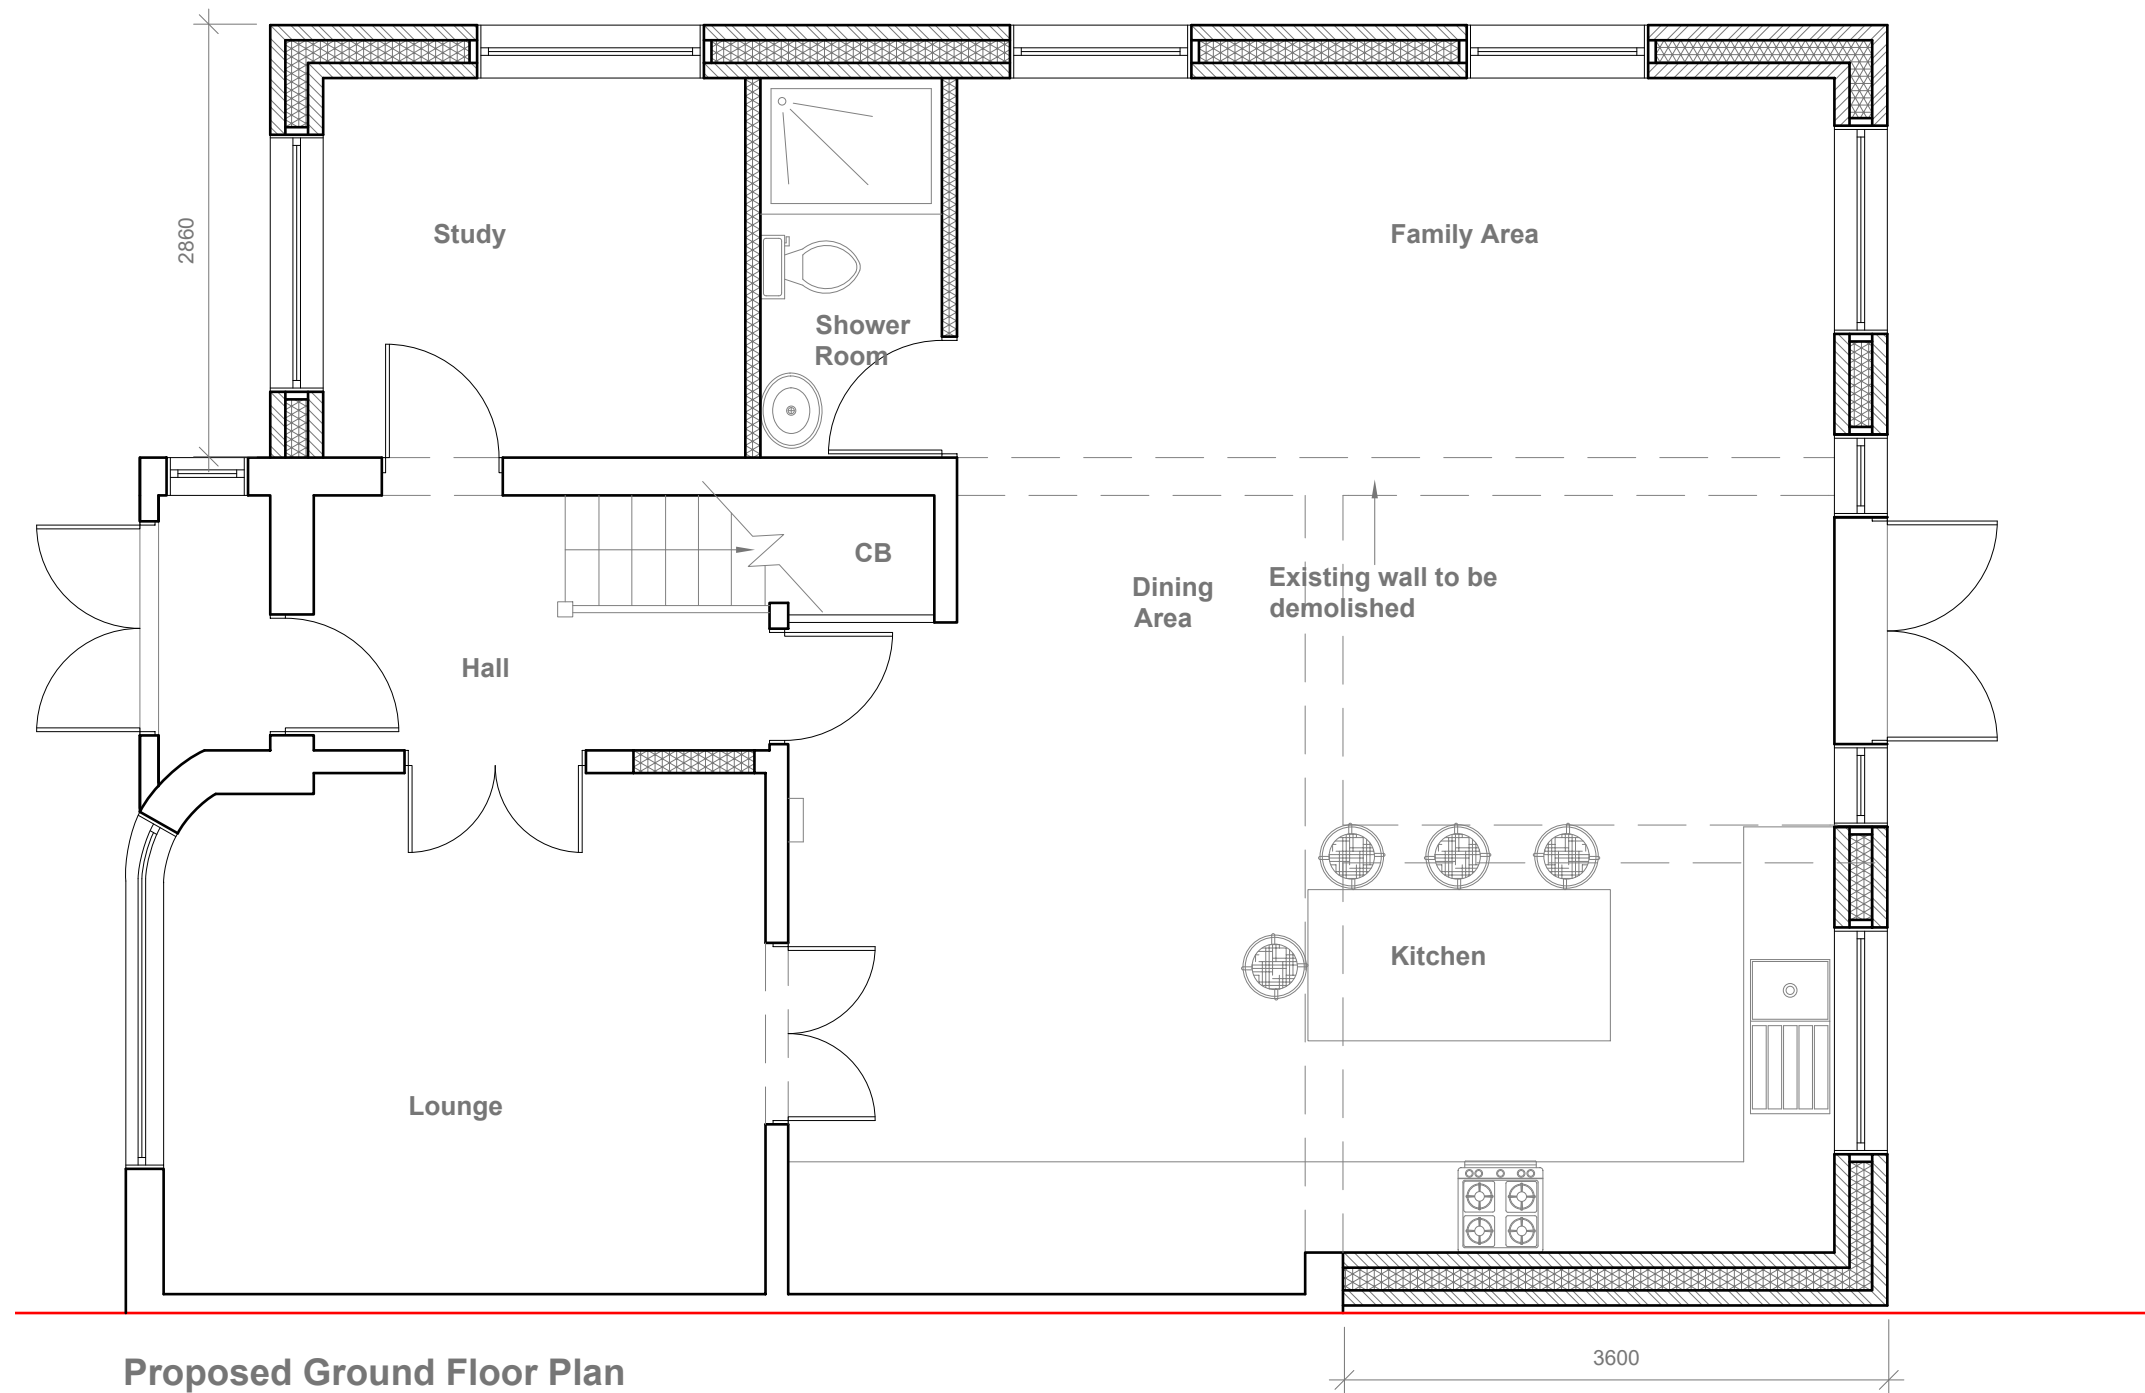 2860
Study
Family Area
Shower
Room
CB
Dining
Area
Existing wall to be
demolished
Hall
Kitchen
Lounge
Proposed Ground Floor Plan
3600